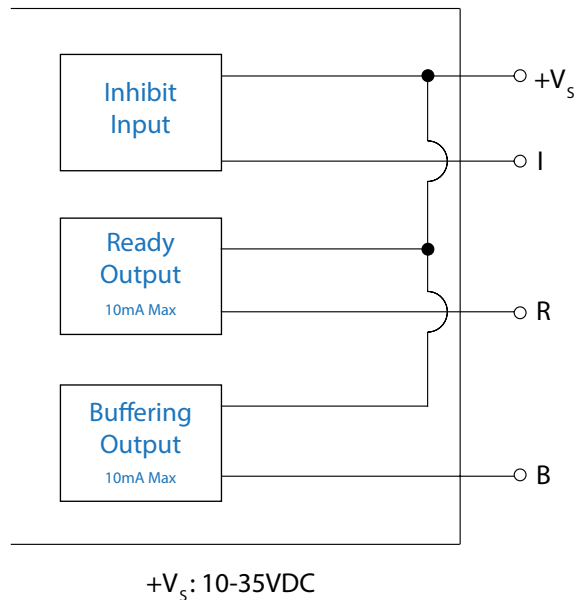 Inhibit
Input
+Vs
I
Ready
Output
10mA Max
R
Buffering
Output
10mA Max
B
+Vs: 10-35VDC